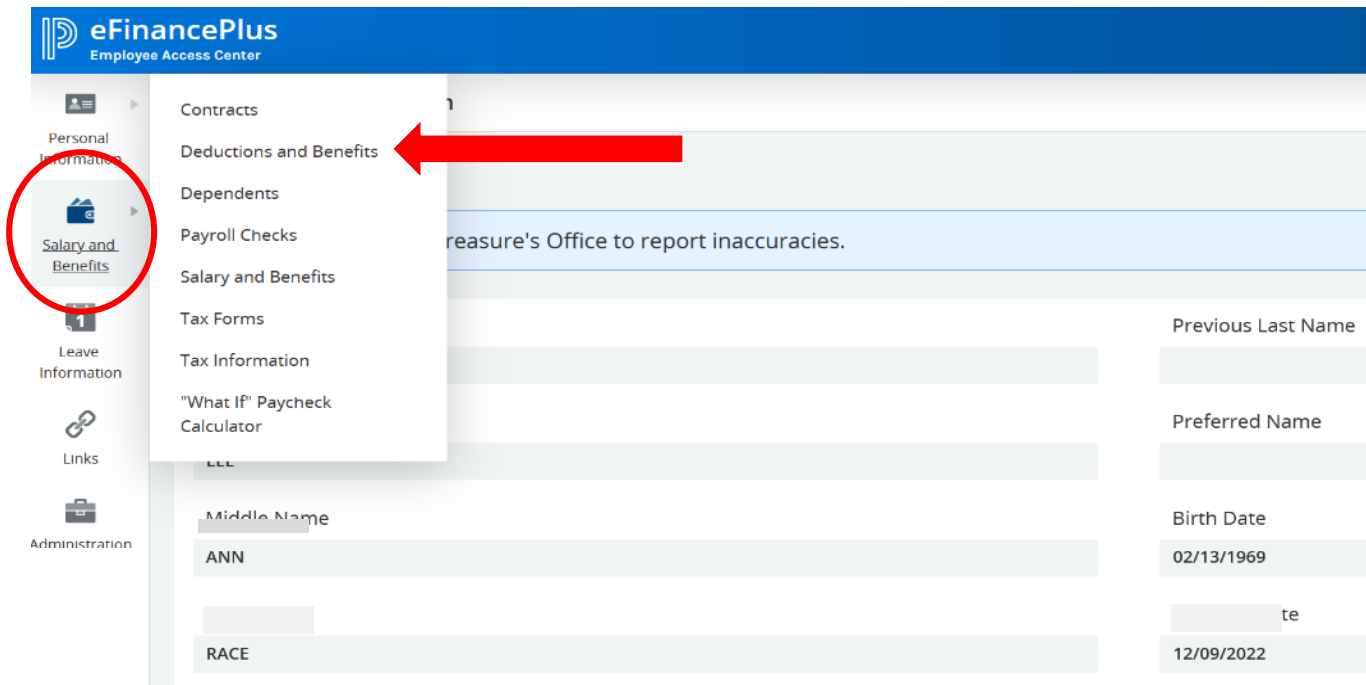 eFinancePlus
Employee Access Center
Personal
Information
Salary and
Benefits
1
Leave
Information
Links
Administration
Contracts
Deductions and Benefits
Dependents
Payroll Checks
Salary and Benefits
Tax Forms
Tax Information
"What If" Paycheck
Calculator
n
reasure's Office to report inaccuracies.
Previous Last Name
Preferred Name
LEE
Middle Name
Birth Date
ANN
02/13/1969
te
RACE
12/09/2022